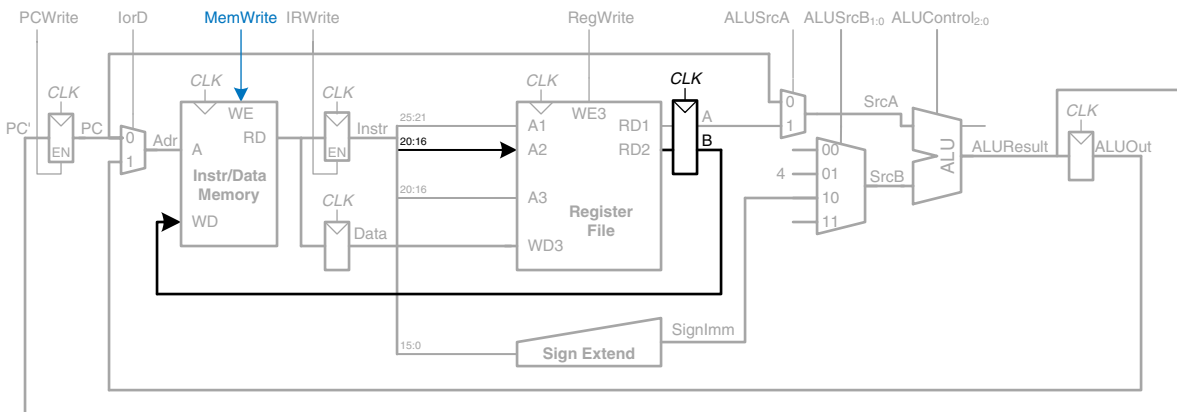 PCWrite IorD MemWrite IRWrite RegWrite ALUSrcA ALUSrcB1:0 ALUControl2:0
CLK CLK CLK CLK CLK CLK
PC' PC 0 1 Adr EN
WE RD A Instr/Data Memory WD
Instr EN
CLK Data
25:21 A1 WE3 RD1 A
20:16 A2 RD2 B
20:16 A3 Register File
WD3
0 1 SrcA
00
4 01 SrcB
10
11
ALU ALUResult ALUOut
SignImm
15:0 Sign Extend